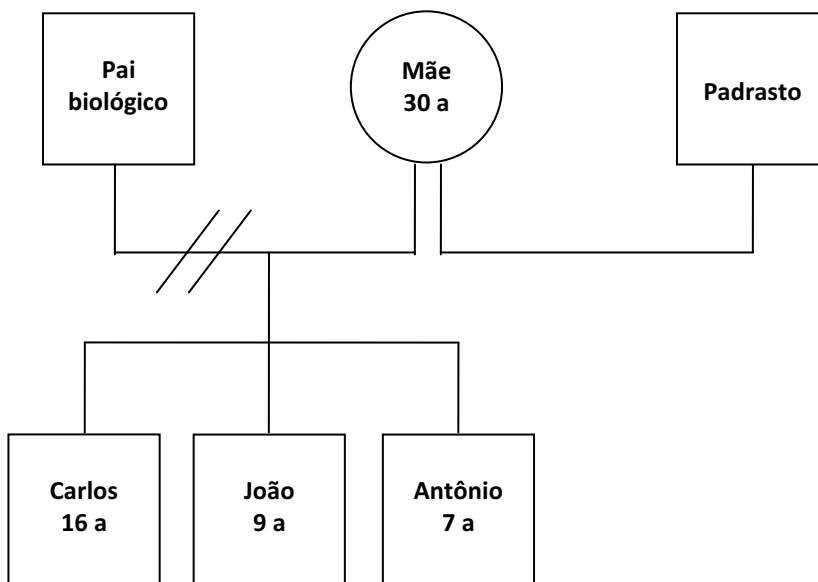 Pai
biológico
Mãe
30 a
Padrasto
Carlos
16 a
João
9 a
Antônio
7 a